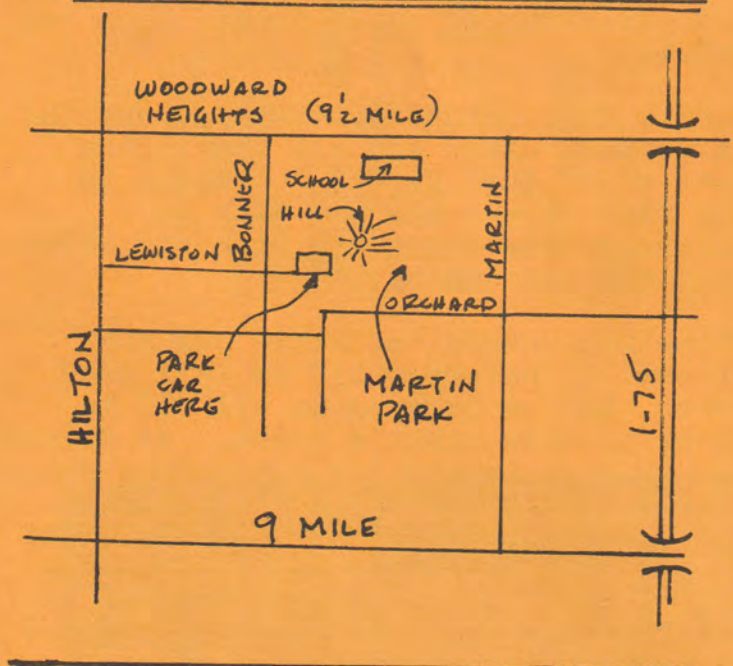 WOODWARD
HEIGHTS (9½ MILE)
BONNER
SCHOOL
HILL
MARTIN
LEWISTON
ORCHARD
HILTON
PARK
CAR
HERE
MARTIN
PARK
I-75
9 MILE